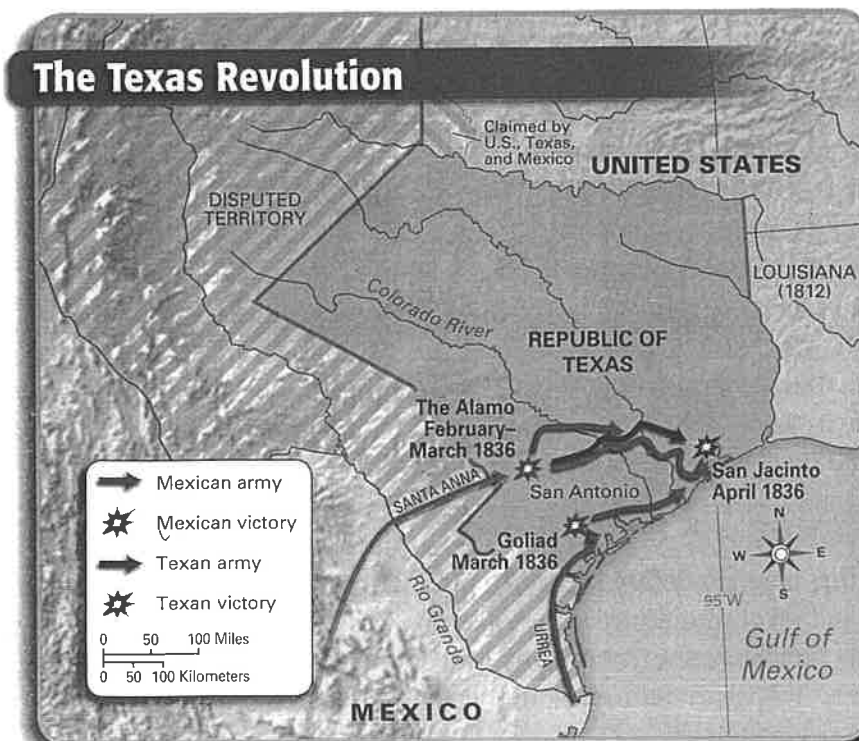 The Texas Revolution
Claimed by
U.S., Texas,
and Mexico
UNITED STATES
DISPUTED
TERRITORY
LOUISIANA
(1812)
Colorado River
REPUBLIC OF
TEXAS
The Alamo
February–
March 1836
SANTA ANNA
San Antonio
San Jacinto
April 1836
Goliad
March 1836
Mexican army
Mexican victory
Texan army
Texan victory
0 50 100 Miles
0 50 100 Kilometers
Rio Grande
URREA
N
W E
S
95°W
Gulf of
Mexico
MEXICO